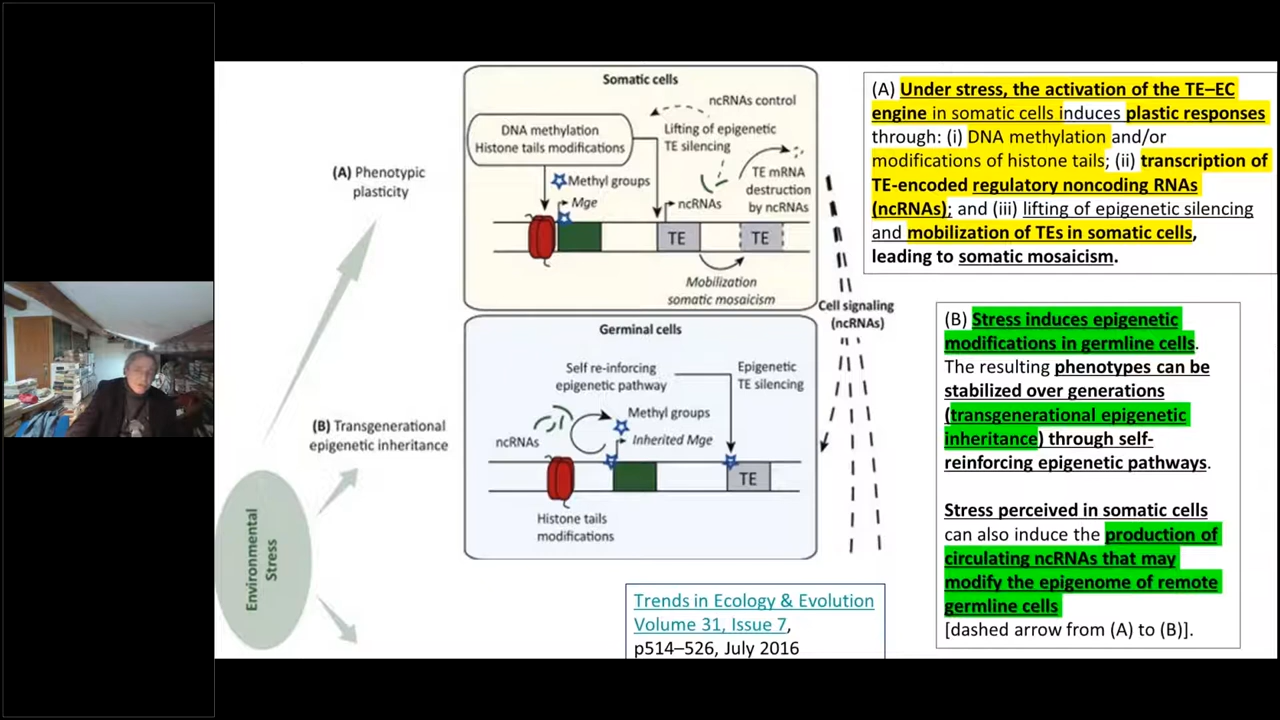 Somatic cells
ncRNAs control
DNA methylation
Histone tails modifications
Lifting of epigenetic
TE silencing
TE mRNA
destruction
by ncRNAs
Methyl groups
Mge
ncRNAs
TE
TE
Mobilization
somatic mosaicism
(A) Phenotypic
plasticity
Cell signaling
(ncRNAs)
Germinal cells
Self re-inforcing
epigenetic pathway
Epigenetic
TE silencing
Methyl groups
Inherited Mge
ncRNAs
TE
Histone tails
modifications
(B) Transgenerational
epigenetic inheritance
Environmental
Stress
(A) Under stress, the activation of the TE–EC
engine in somatic cells induces plastic responses
through: (i) DNA methylation and/or
modifications of histone tails; (ii) transcription of
TE-encoded regulatory noncoding RNAs
(ncRNAs); and (iii) lifting of epigenetic silencing
and mobilization of TEs in somatic cells,
leading to somatic mosaicism.
(B) Stress induces epigenetic
modifications in germline cells.
The resulting phenotypes can be
stabilized over generations
(transgenerational epigenetic
inheritance) through self-
reinforcing epigenetic pathways.
Stress perceived in somatic cells
can also induce the production of
circulating ncRNAs that may
modify the epigenome of remote
germline cells
[dashed arrow from (A) to (B)].
Trends in Ecology & Evolution
Volume 31, Issue 7,
p514–526, July 2016